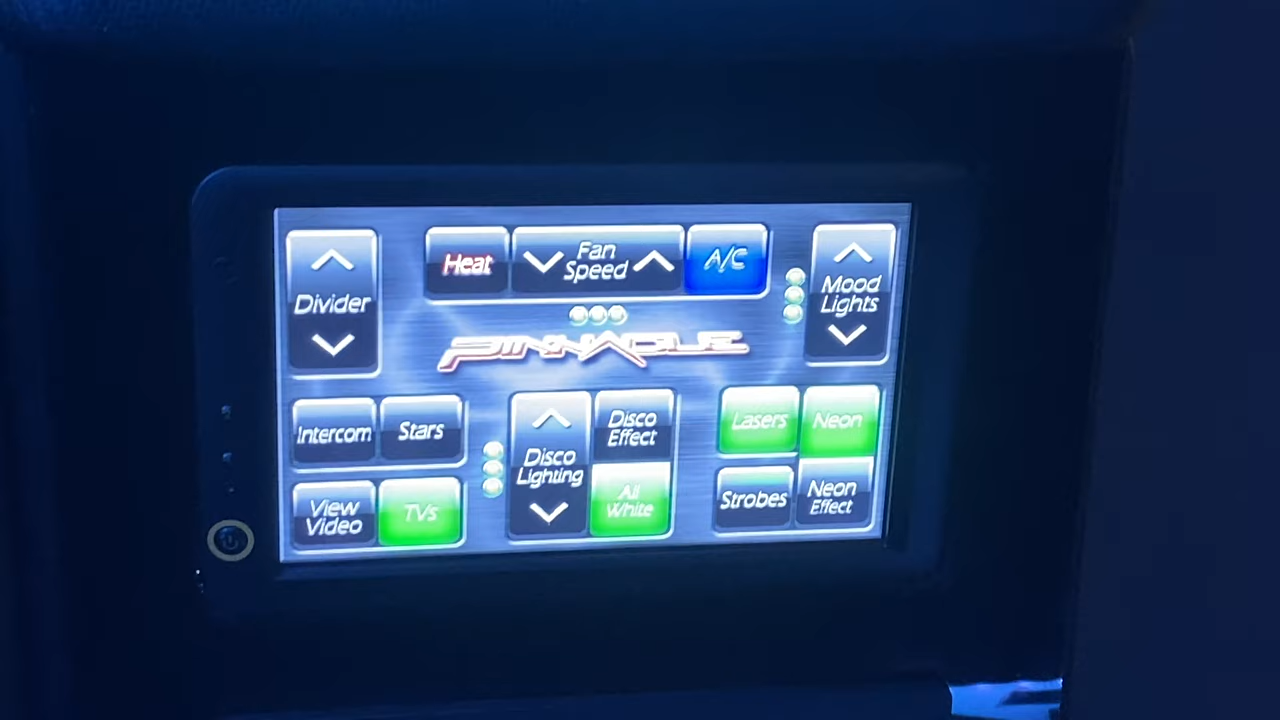 Heat
Fan
Speed
A/C
Divider
Mood
Lights
PINNACLE
Intercom
Stars
Disco
Lighting
Disco
Effect
Lasers
Neon
View
Video
TVs
All
White
Strobes
Neon
Effect